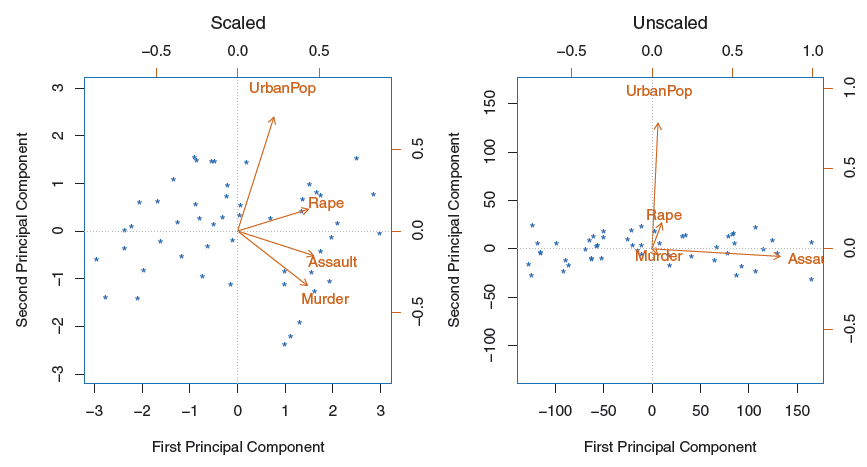 Scaled
−0.5 0.0 0.5
UrbanPop
Rape
Assault
Murder
3
2
1
0
−1
−2
−3
Second Principal Component
0.5
0.0
−0.5
−3 −2 −1 0 1 2 3
First Principal Component
Unscaled
−0.5 0.0 0.5 1.0
UrbanPop
Rape
Murder
Assau
150
100
50
0
−50
−100
Second Principal Component
1.0
0.5
0.0
−0.5
−100 −50 0 50 100 150
First Principal Component